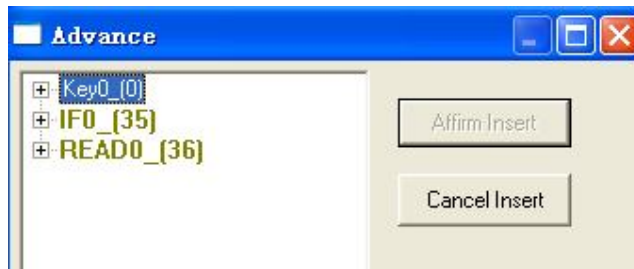 Advance
Key0_(0)
IF0_(35)
READ0_(36)
Affirm Insert
Cancel Insert